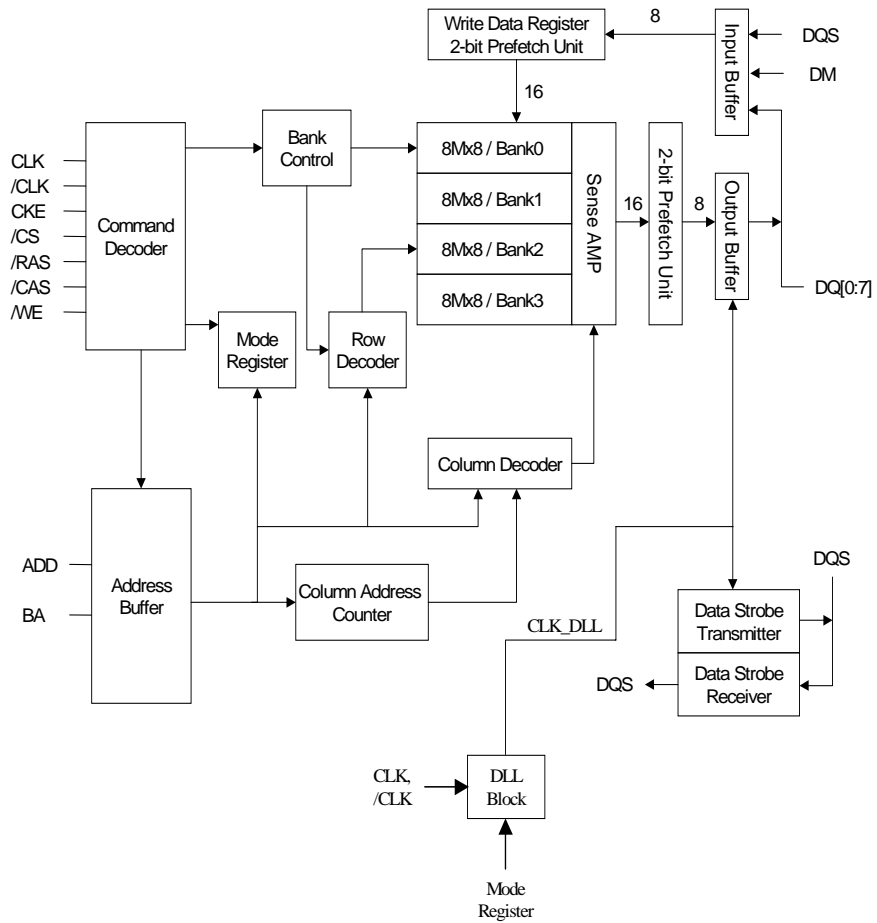 Write Data Register
2-bit Prefetch Unit
8
Input Buffer
DQS
DM
16
Bank
Control
8Mx8 / Bank0
8Mx8 / Bank1
8Mx8 / Bank2
8Mx8 / Bank3
Sense AMP
16
2-bit Prefetch Unit
8
Output Buffer
DQ[0:7]
CLK
/CLK
CKE
/CS
/RAS
/CAS
/WE
Command
Decoder
Mode
Register
Row
Decoder
Column Decoder
ADD
BA
Address
Buffer
Column Address
Counter
CLK_DLL
DQS
Data Strobe
Transmitter
Data Strobe
Receiver
DQS
CLK,
/CLK
DLL
Block
Mode
Register